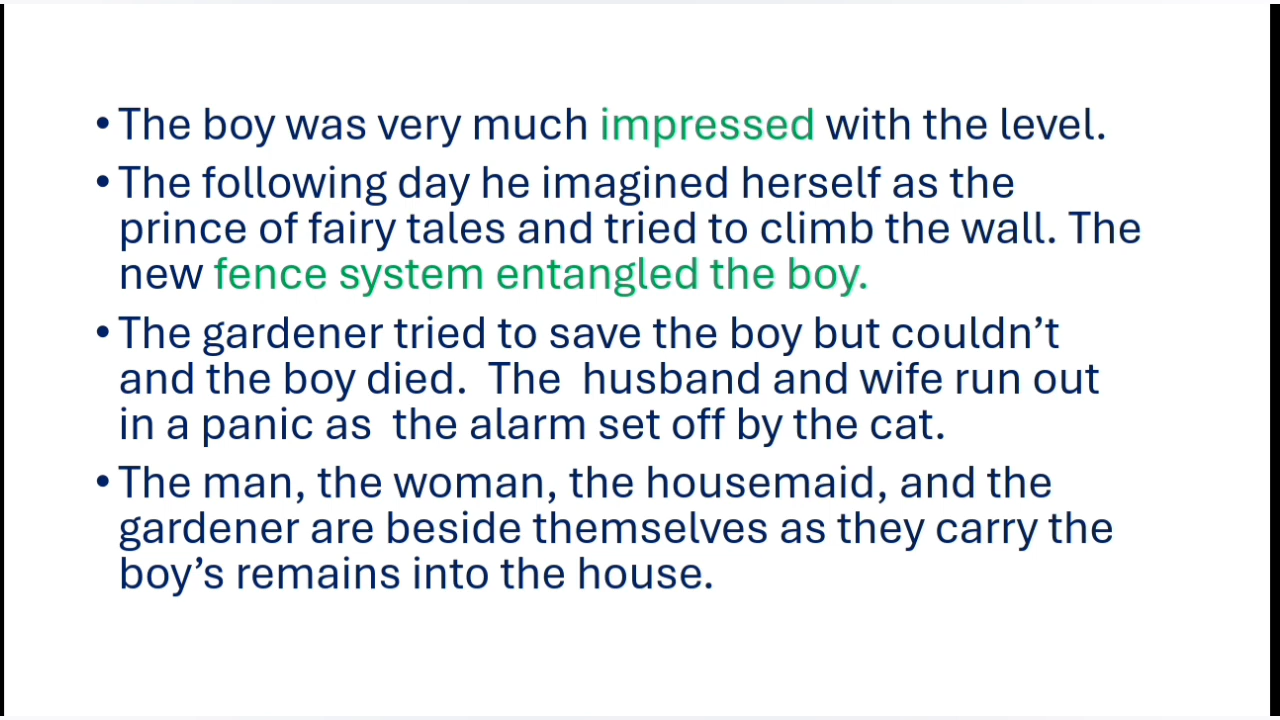 •The boy was very much impressed with the level.
•The following day he imagined herself as the
prince of fairy tales and tried to climb the wall. The
new fence system entangled the boy.
•The gardener tried to save the boy but couldn’t
and the boy died.  The  husband and wife run out
in a panic as  the alarm set off by the cat.
•The man, the woman, the housemaid, and the
gardener are beside themselves as they carry the
boy’s remains into the house.